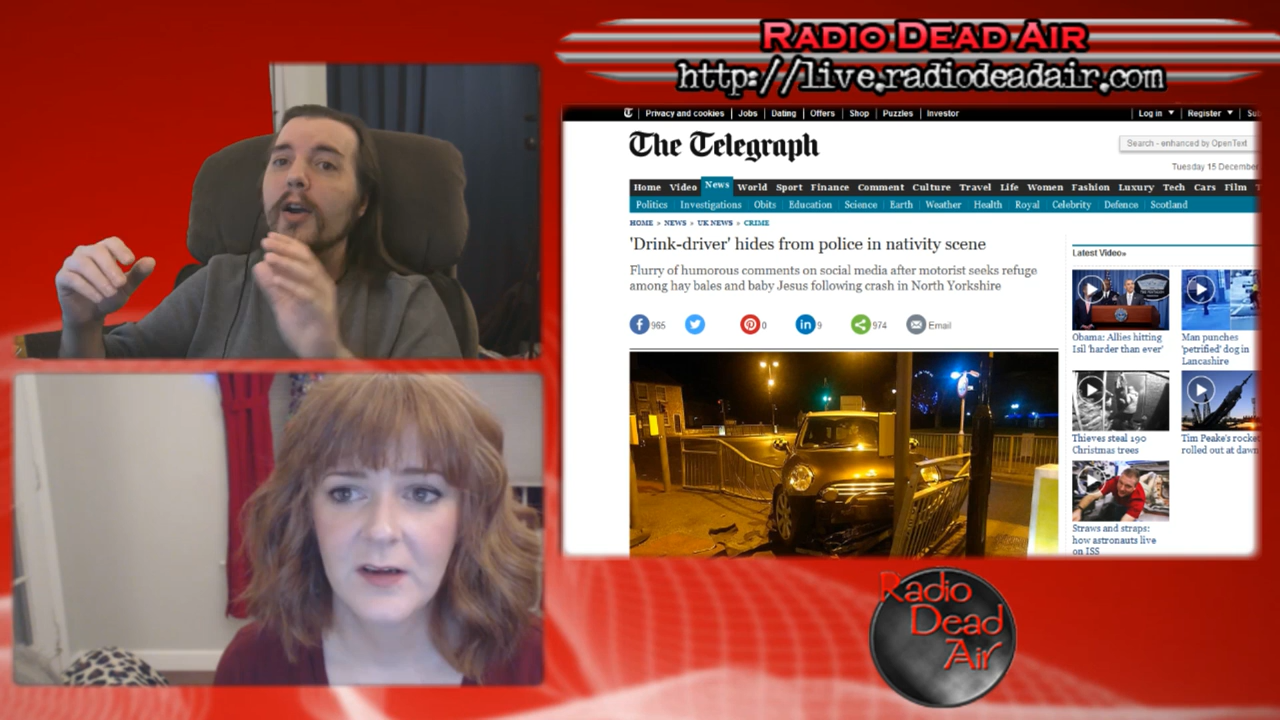 Radio Dead Air
http://live.radiodeadair.com
Privacy and cookies | Jobs | Dating | Offers | Shop | Puzzles | Investor
Log in | Register
The Telegraph
Search - enhanced by OpenText
Tuesday 15 December
Home Video News World Sport Finance Comment Culture Travel Life Women Fashion Luxury Tech Cars Film
Politics Investigations Obits Education Science Earth Weather Health Royal Celebrity Defence Scotland
HOME » NEWS » UK NEWS » CRIME
'Drink-driver' hides from police in nativity scene
Flurry of humorous comments on social media after motorist seeks refuge
among hay bales and baby Jesus following crash in North Yorkshire
965 0 9 974 Email
Latest Video»
Obama: Allies hitting
Isil 'harder than ever'
Man punches
'petrified' dog in
Lancashire
Thieves steal 190
Christmas trees
Tim Peake's rocke
rolled out at dawn
Straws and straps:
how astronauts live
on ISS
Radio
Dead
Air